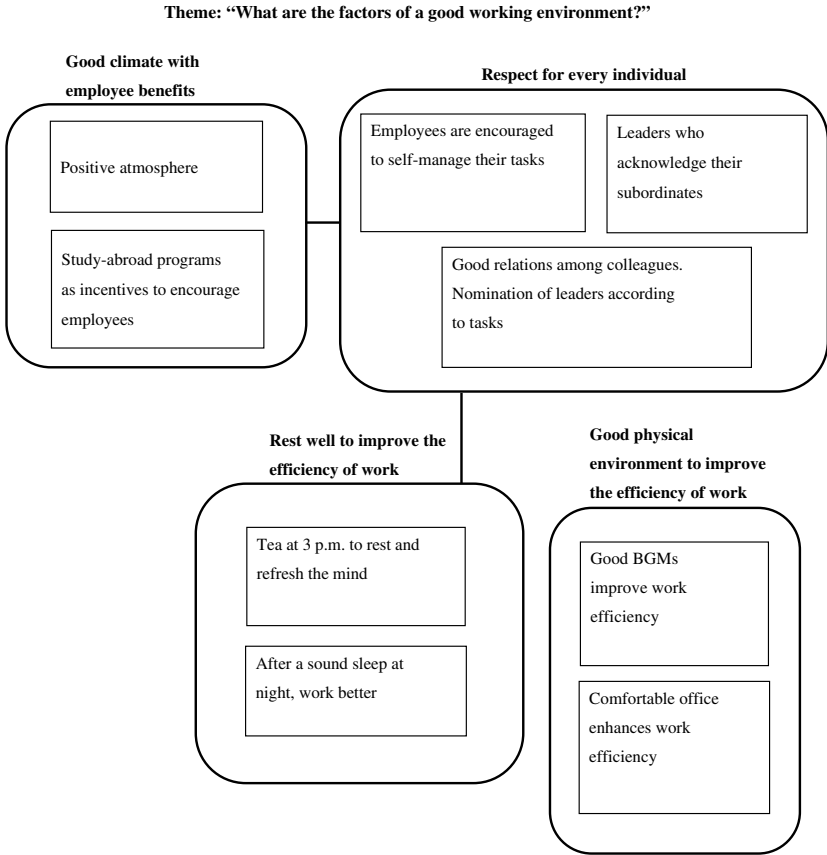 Theme: “What are the factors of a good working environment?”
Good climate with
employee benefits
Positive atmosphere
Study-abroad programs
as incentives to encourage
employees
Respect for every individual
Employees are encouraged
to self-manage their tasks
Leaders who
acknowledge their
subordinates
Good relations among colleagues.
Nomination of leaders according
to tasks
Rest well to improve the
efficiency of work
Tea at 3 p.m. to rest and
refresh the mind
After a sound sleep at
night, work better
Good physical
environment to improve
the efficiency of work
Good BGMs
improve work
efficiency
Comfortable office
enhances work
efficiency